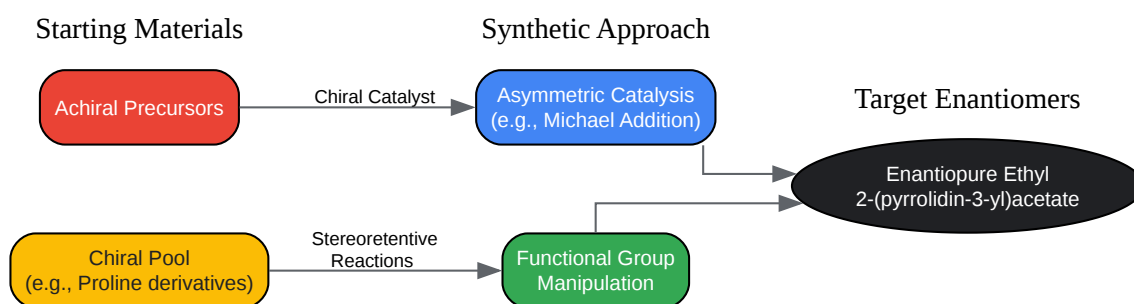 Starting Materials
Synthetic Approach
Target Enantiomers
Achiral Precursors
Chiral Catalyst
Asymmetric Catalysis
(e.g., Michael Addition)
Enantiopure Ethyl
2-(pyrrolidin-3-yl)acetate
Chiral Pool
(e.g., Proline derivatives)
Stereoretentive
Reactions
Functional Group
Manipulation